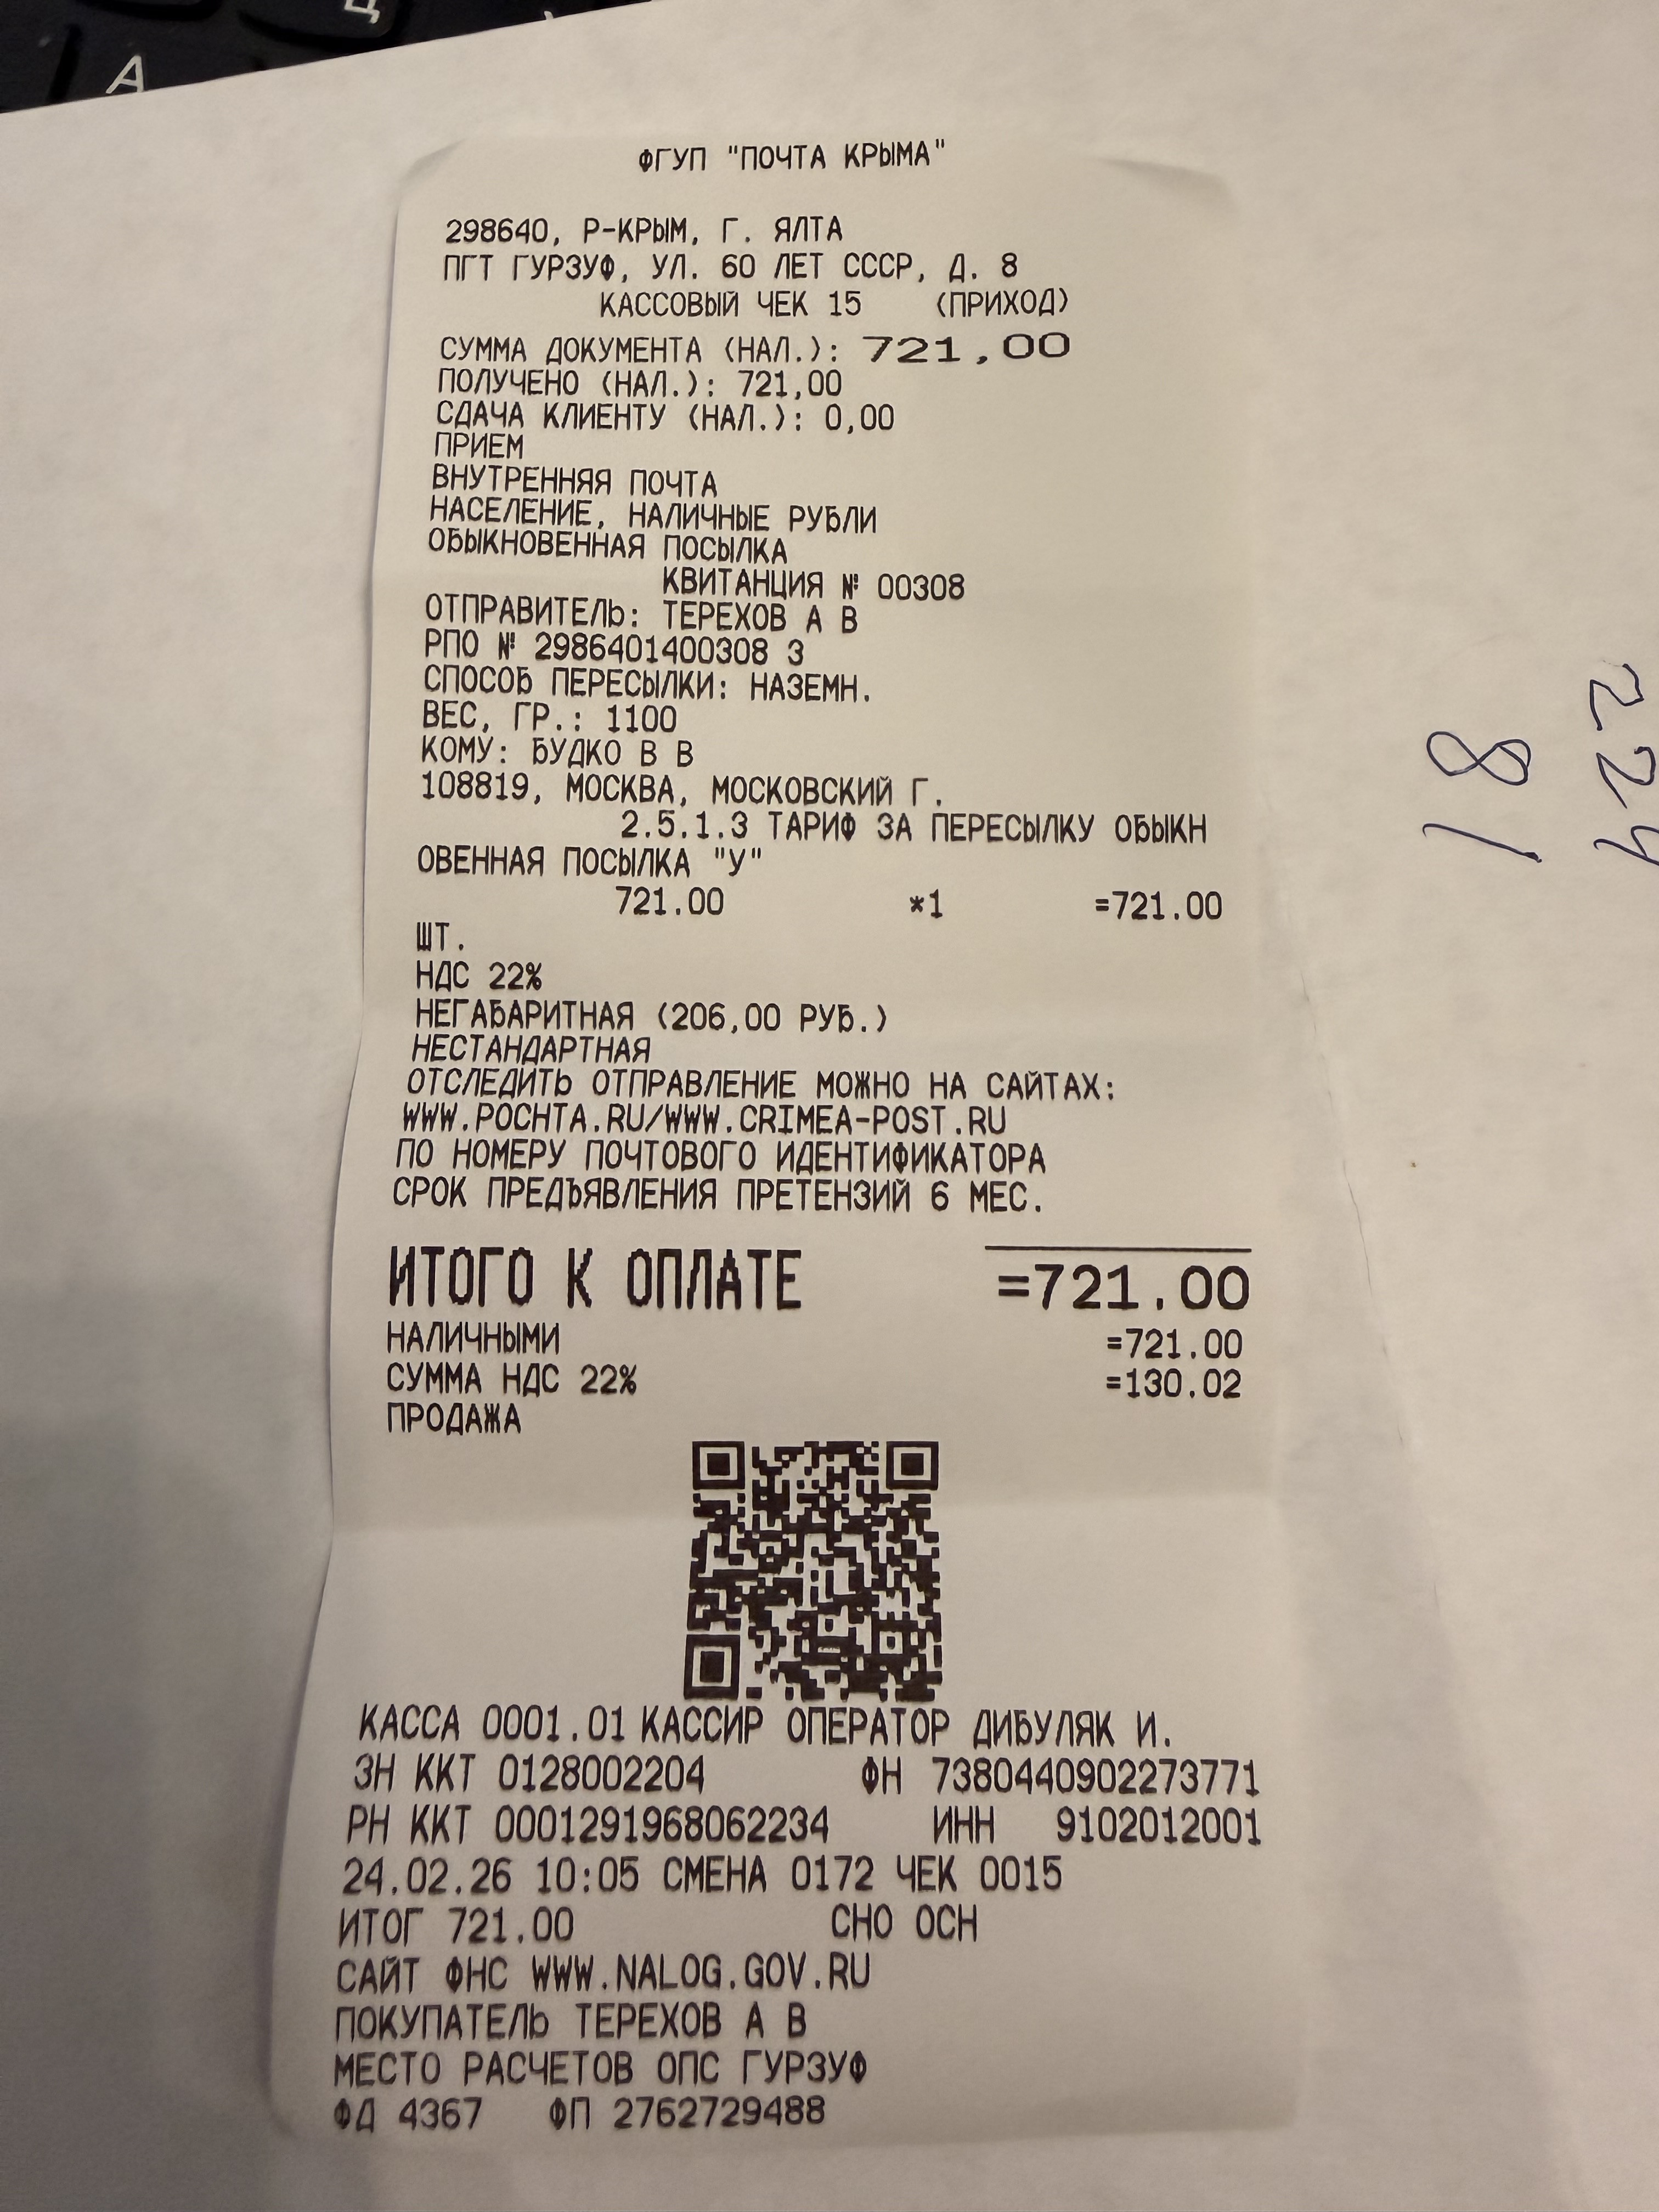 А
ФГУП "ПОЧТА КРЫМА"
298640, Р-КРЫМ, Г. ЯЛТА
ПГТ ГУРЗУФ, УЛ. 60 ЛЕТ СССР, Д. 8
КАССОВЫЙ ЧЕК 15 (ПРИХОД)
СУММА ДОКУМЕНТА (НАЛ.): 721,00
ПОЛУЧЕНО (НАЛ.): 721,00
СДАЧА КЛИЕНТУ (НАЛ.): 0,00
ПРИЕМ
ВНУТРЕННЯЯ ПОЧТА
НАСЕЛЕНИЕ, НАЛИЧНЫЕ РУБЛИ
ОБЫКНОВЕННАЯ ПОСЫЛКА
КВИТАНЦИЯ № 00308
ОТПРАВИТЕЛЬ: ТЕРЕХОВ А В
РПО № 2986401400308 3
СПОСОБ ПЕРЕСЫЛКИ: НАЗЕМН.
ВЕС, ГР.: 1100
КОМУ: БУДКО В В
108819, МОСКВА, МОСКОВСКИЙ Г.
2.5.1.3 ТАРИФ ЗА ПЕРЕСЫЛКУ ОБЫКН
ОВЕННАЯ ПОСЫЛКА "У"
721.00 *1 =721.00
ШТ.
НДС 22%
НЕГАБАРИТНАЯ (206,00 РУБ.)
НЕСТАНДАРТНАЯ
ОТСЛЕДИТЬ ОТПРАВЛЕНИЕ МОЖНО НА САЙТАХ:
WWW.POCHTA.RU/WWW.CRIMEA-POST.RU
ПО НОМЕРУ ПОЧТОВОГО ИДЕНТИФИКАТОРА
СРОК ПРЕДЪЯВЛЕНИЯ ПРЕТЕНЗИЙ 6 МЕС.
ИТОГО К ОПЛАТЕ =721.00
НАЛИЧНЫМИ =721.00
СУММА НДС 22% =130.02
ПРОДАЖА
КАССА 0001.01 КАССИР ОПЕРАТОР ДИБУЛЯК И.
ЗН ККТ 0128002204 ФН 7380440902273771
РН ККТ 0001291968062234 ИНН 9102012001
24.02.26 10:05 СМЕНА 0172 ЧЕК 0015
ИТОГ 721.00 СНО ОСН
САЙТ ФНС WWW.NALOG.GOV.RU
ПОКУПАТЕЛЬ ТЕРЕХОВ А В
МЕСТО РАСЧЕТОВ ОПС ГУРЗУФ
ФД 4367 ФП 2762729488
224
81